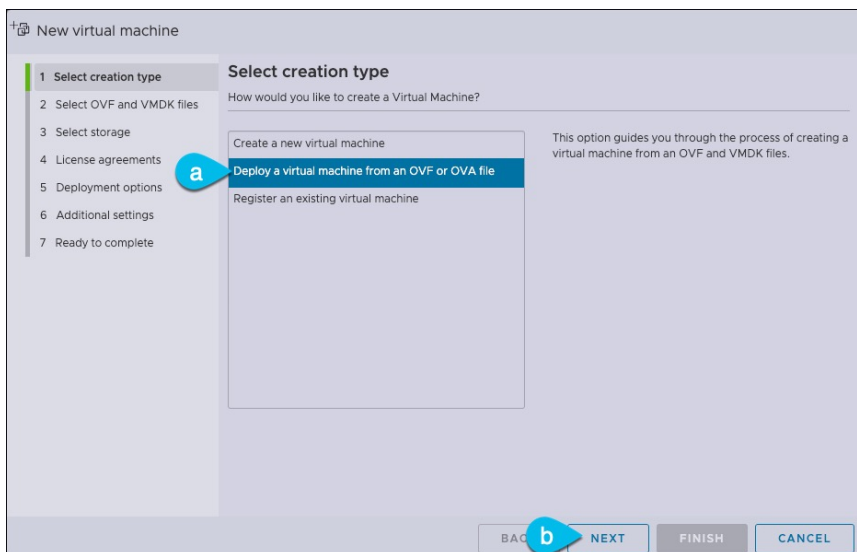 New virtual machine
1 Select creation type
2 Select OVF and VMDK files
3 Select storage
4 License agreements
5 Deployment options
6 Additional settings
7 Ready to complete
Select creation type
How would you like to create a Virtual Machine?
Create a new virtual machine
a
Deploy a virtual machine from an OVF or OVA file
Register an existing virtual machine
This option guides you through the process of creating a
virtual machine from an OVF and VMDK files.
b
NEXT
FINISH
CANCEL